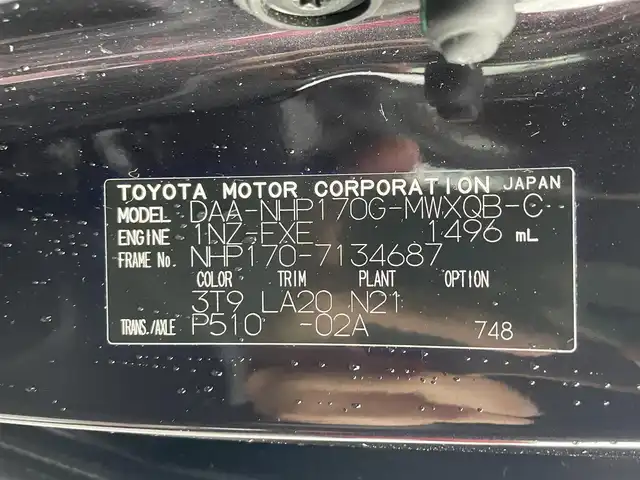 TOYOTA MOTOR CORPORATION JAPAN
MODEL DAA-NHP170G-MWXQB-C
ENGINE 1NZ-FXE 1496 mL
FRAME No. NHP170-7134687
COLOR TRIM PLANT OPTION
3T9 LA20 N21
TRANS./AXLE P510 -02A 748